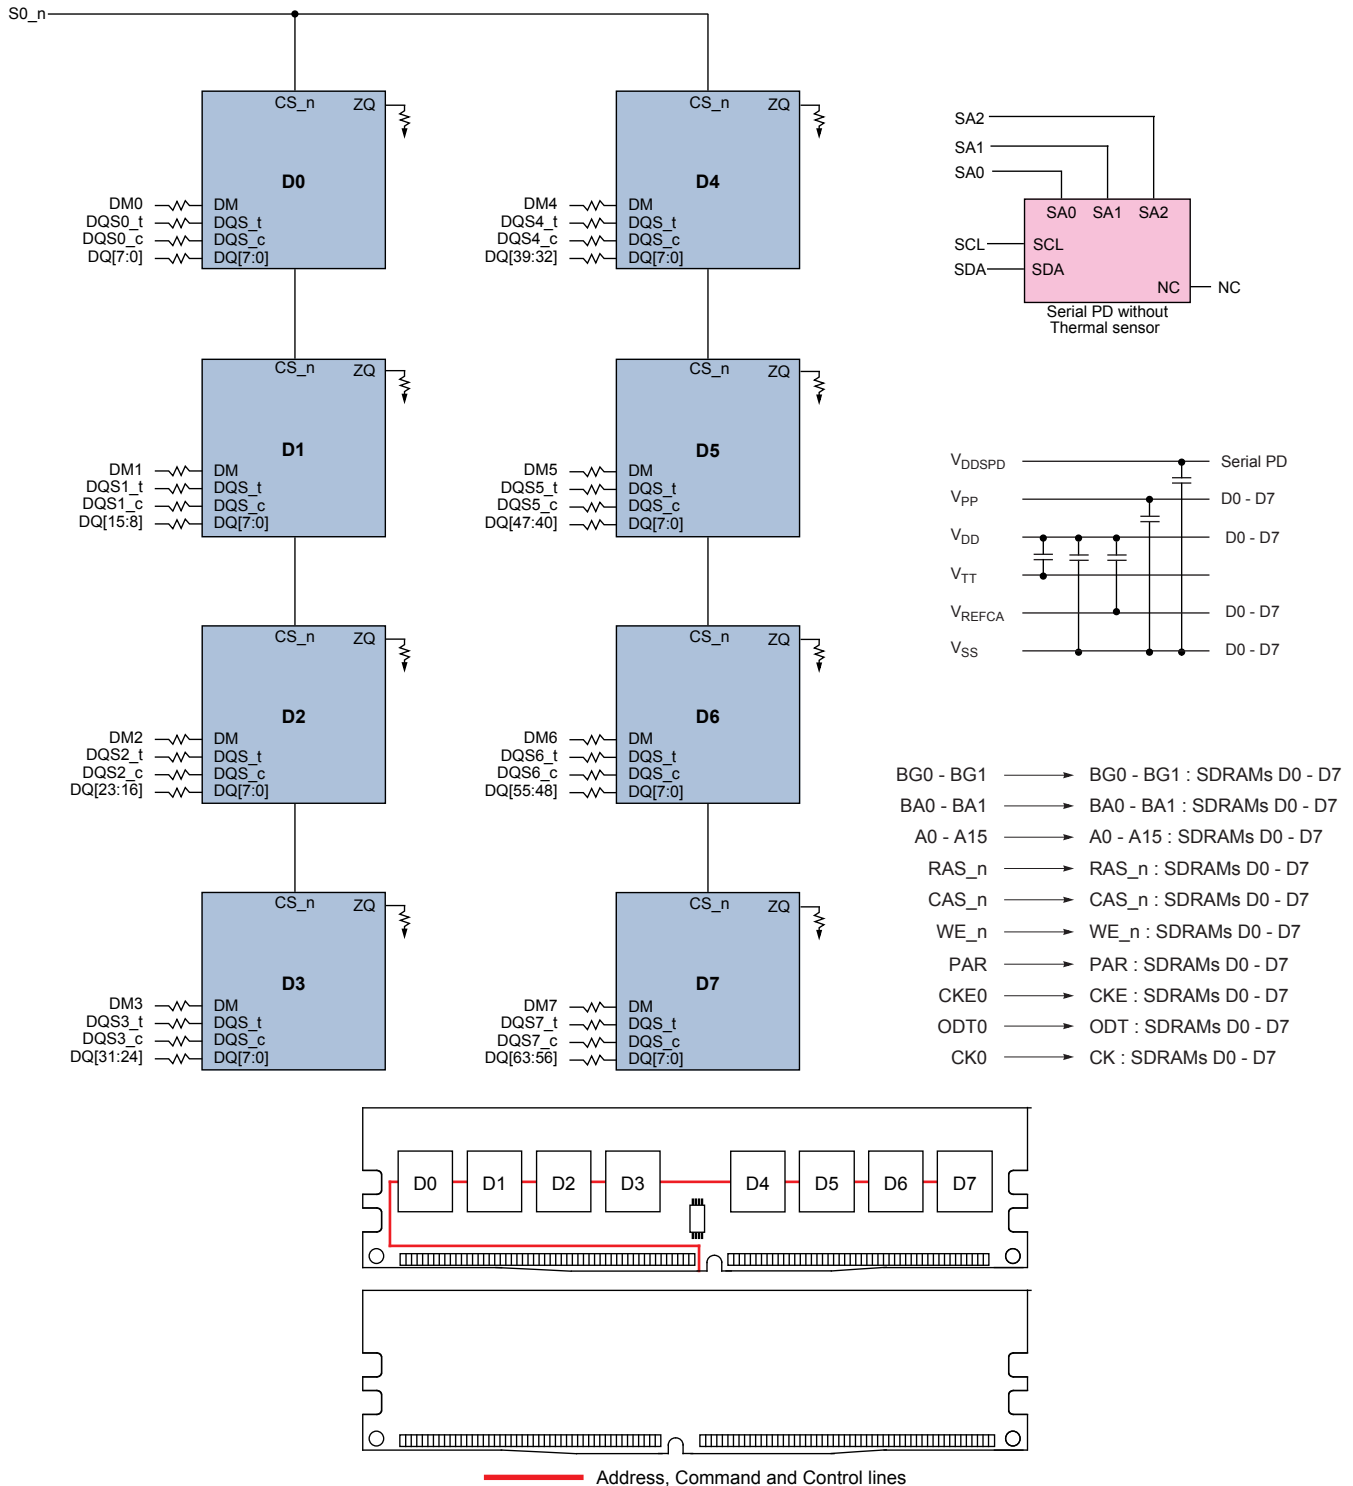 S0_n
CS_n ZQ
D0
DM0 DM
DQS0_t DQS_t
DQS0_c DQS_c
DQ[7:0] DQ[7:0]
CS_n ZQ
D1
DM1 DM
DQS1_t DQS_t
DQS1_c DQS_c
DQ[15:8] DQ[7:0]
CS_n ZQ
D2
DM2 DM
DQS2_t DQS_t
DQS2_c DQS_c
DQ[23:16] DQ[7:0]
CS_n ZQ
D3
DM3 DM
DQS3_t DQS_t
DQS3_c DQS_c
DQ[31:24] DQ[7:0]
CS_n ZQ
D4
DM4 DM
DQS4_t DQS_t
DQS4_c DQS_c
DQ[39:32] DQ[7:0]
CS_n ZQ
D5
DM5 DM
DQS5_t DQS_t
DQS5_c DQS_c
DQ[47:40] DQ[7:0]
CS_n ZQ
D6
DM6 DM
DQS6_t DQS_t
DQS6_c DQS_c
DQ[55:48] DQ[7:0]
CS_n ZQ
D7
DM7 DM
DQS7_t DQS_t
DQS7_c DQS_c
DQ[63:56] DQ[7:0]
SA2
SA1
SA0
SA0 SA1 SA2
SCL SCL
SDA SDA
NC NC
Serial PD without
Thermal sensor
VDDSPD Serial PD
VPP D0 - D7
VDD D0 - D7
VTT
VREFCA D0 - D7
VSS D0 - D7
BG0 - BG1 BG0 - BG1 : SDRAMs D0 - D7
BA0 - BA1 BA0 - BA1 : SDRAMs D0 - D7
A0 - A15 A0 - A15 : SDRAMs D0 - D7
RAS_n RAS_n : SDRAMs D0 - D7
CAS_n CAS_n : SDRAMs D0 - D7
WE_n WE_n : SDRAMs D0 - D7
PAR PAR : SDRAMs D0 - D7
CKE0 CKE : SDRAMs D0 - D7
ODT0 ODT : SDRAMs D0 - D7
CK0 CK : SDRAMs D0 - D7
D0 D1 D2 D3 D4 D5 D6 D7
Address, Command and Control lines